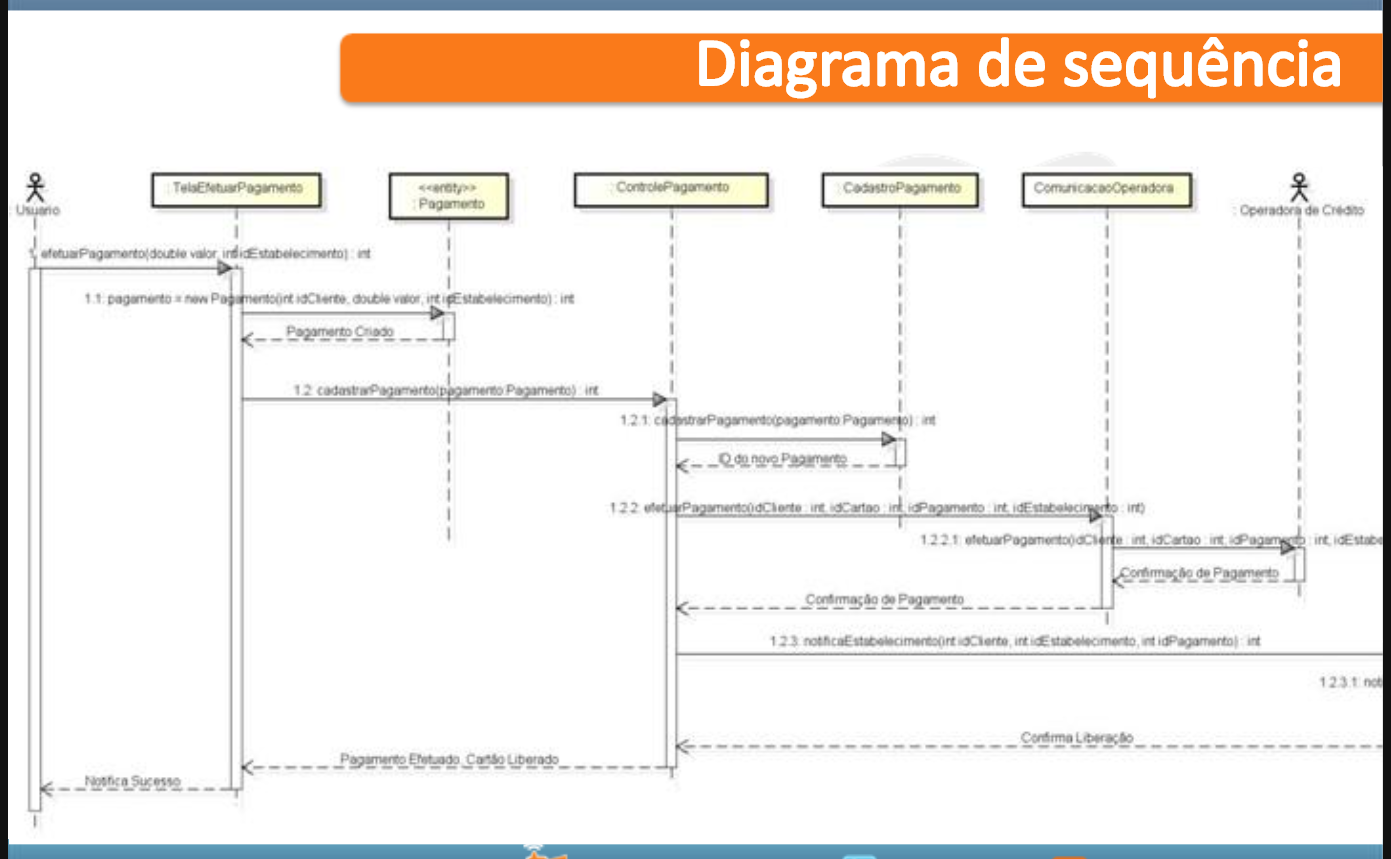 Diagrama de sequência
: Usuario
: TelaEfetuarPagamento
<<entity>>
: Pagamento
: ControlePagamento
: CadastroPagamento
ComunicacaoOperadora
: Operadora de Crédito
1: efetuarPagamento(double valor, int idEstabelecimento) : int
1.1: pagamento = new Pagamento(int idCliente, double valor, int idEstabelecimento) : int
Pagamento Criado
1.2: cadastrarPagamento(pagamento:Pagamento) : int
1.2.1: cadastrarPagamento(pagamento:Pagamento) : int
ID do novo Pagamento
1.2.2: efetuarPagamento(idCliente : int, idCartao : int, idPagamento : int, idEstabelecimento : int)
1.2.2.1: efetuarPagamento(idCliente : int, idCartao : int, idPagamento : int, idEstabe
Confirmação de Pagamento
Confirmação de Pagamento
1.2.3: notificaEstabelecimento(int idCliente, int idEstabelecimento, int idPagamento) : int
1.2.3.1: not
Confirma Liberação
Pagamento Efetuado, Cartão Liberado
Notifica Sucesso